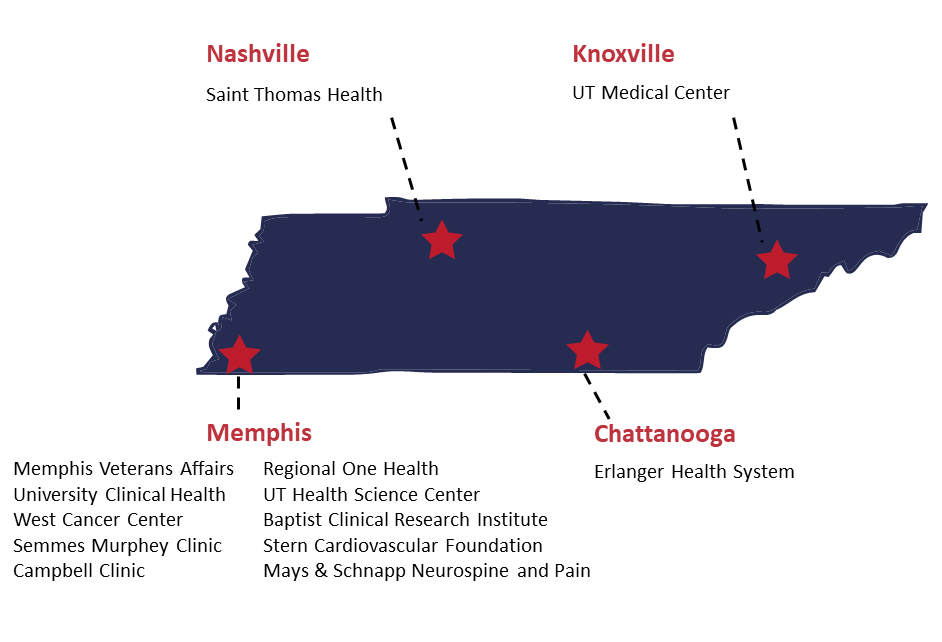 Nashville
Saint Thomas Health
Knoxville
UT Medical Center
Memphis
Memphis Veterans Affairs
University Clinical Health
West Cancer Center
Semmes Murphey Clinic
Campbell Clinic
Regional One Health
UT Health Science Center
Baptist Clinical Research Institute
Stern Cardiovascular Foundation
Mays & Schnapp Neurospine and Pain
Chattanooga
Erlanger Health System